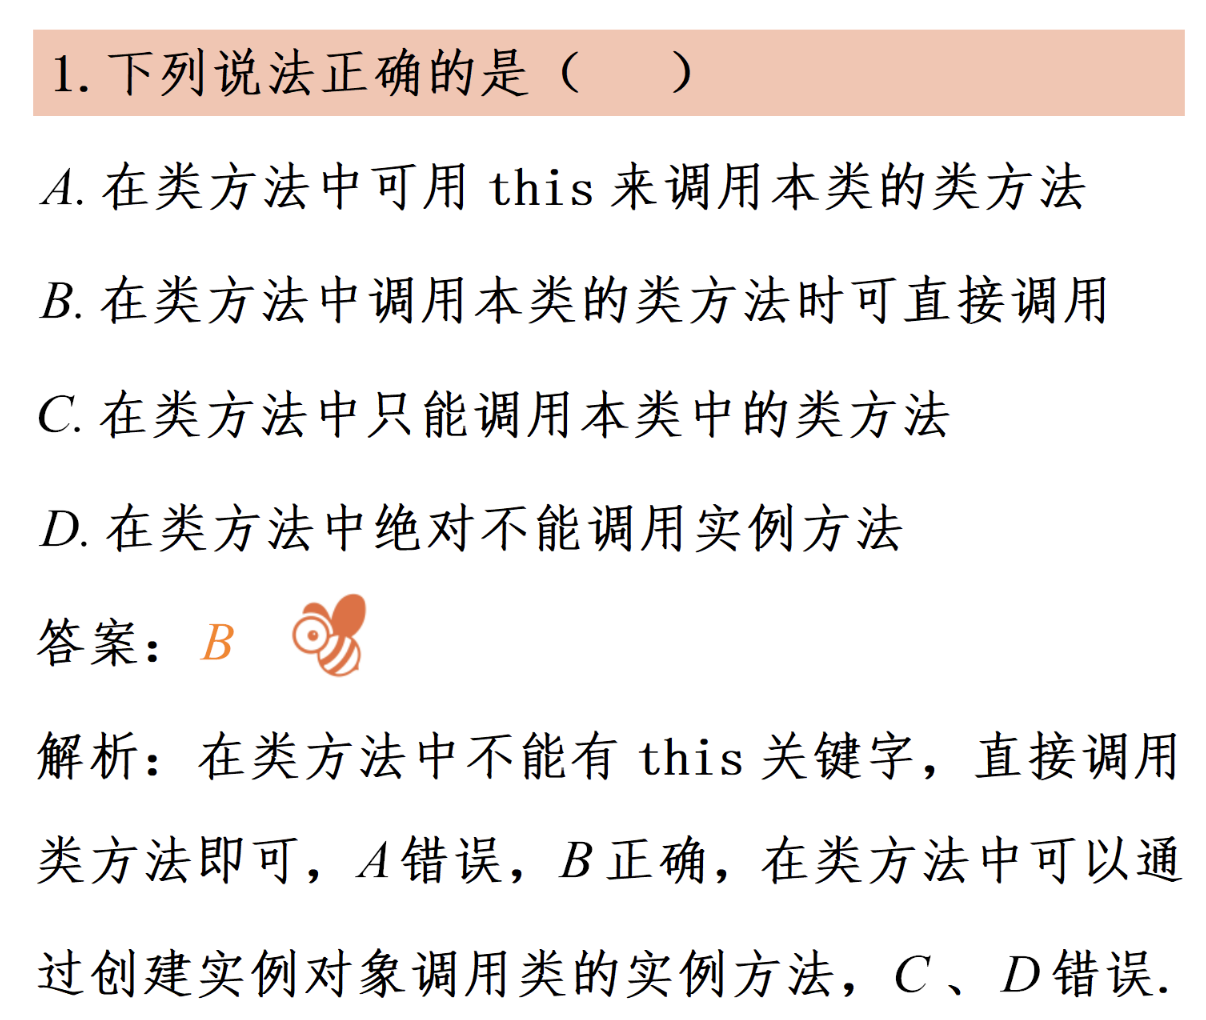 1. 下列说法正确的是（　　）
A. 在类方法中可用 this 来调用本类的类方法
B. 在类方法中调用本类的类方法时可直接调用
C. 在类方法中只能调用本类中的类方法
D. 在类方法中绝对不能调用实例方法
答案：B
解析：在类方法中不能有 this 关键字，直接调用
类方法即可，A 错误，B 正确，在类方法中可以通
过创建实例对象调用类的实例方法，C 、D 错误.